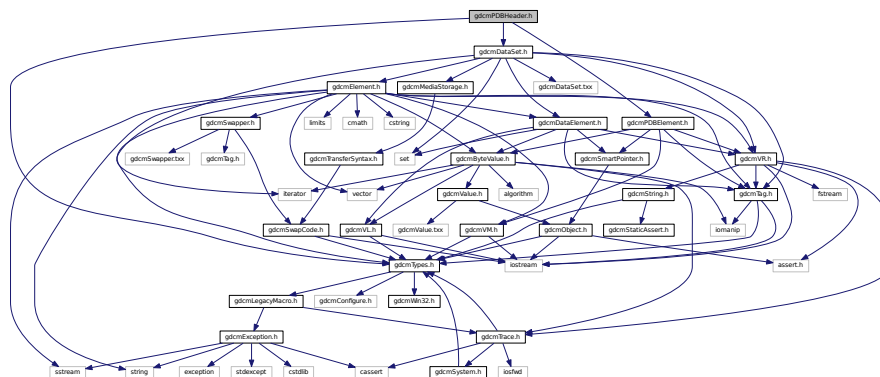 gdcmPDBHeader.h
gdcmDataSet.h
gdcmElement.h
gdcmMediaStorage.h
gdcmDataSet.txx
gdcmSwapper.h
limits
cmath
cstring
gdcmDataElement.h
gdcmPDBElement.h
gdcmSwapper.txx
gdcmTag.h
gdcmTransferSyntax.h
set
gdcmByteValue.h
gdcmSmartPointer.h
gdcmVR.h
iterator
vector
gdcmValue.h
algorithm
gdcmString.h
gdcmTag.h
fstream
gdcmSwapCode.h
gdcmVL.h
gdcmValue.txx
gdcmVM.h
gdcmObject.h
gdcmStaticAssert.h
iomanip
gdcmTypes.h
iostream
assert.h
gdcmLegacyMacro.h
gdcmConfigure.h
gdcmWin32.h
gdcmException.h
gdcmTrace.h
sstream
string
exception
stdexcept
cstdlib
cassert
gdcmSystem.h
iosfwd